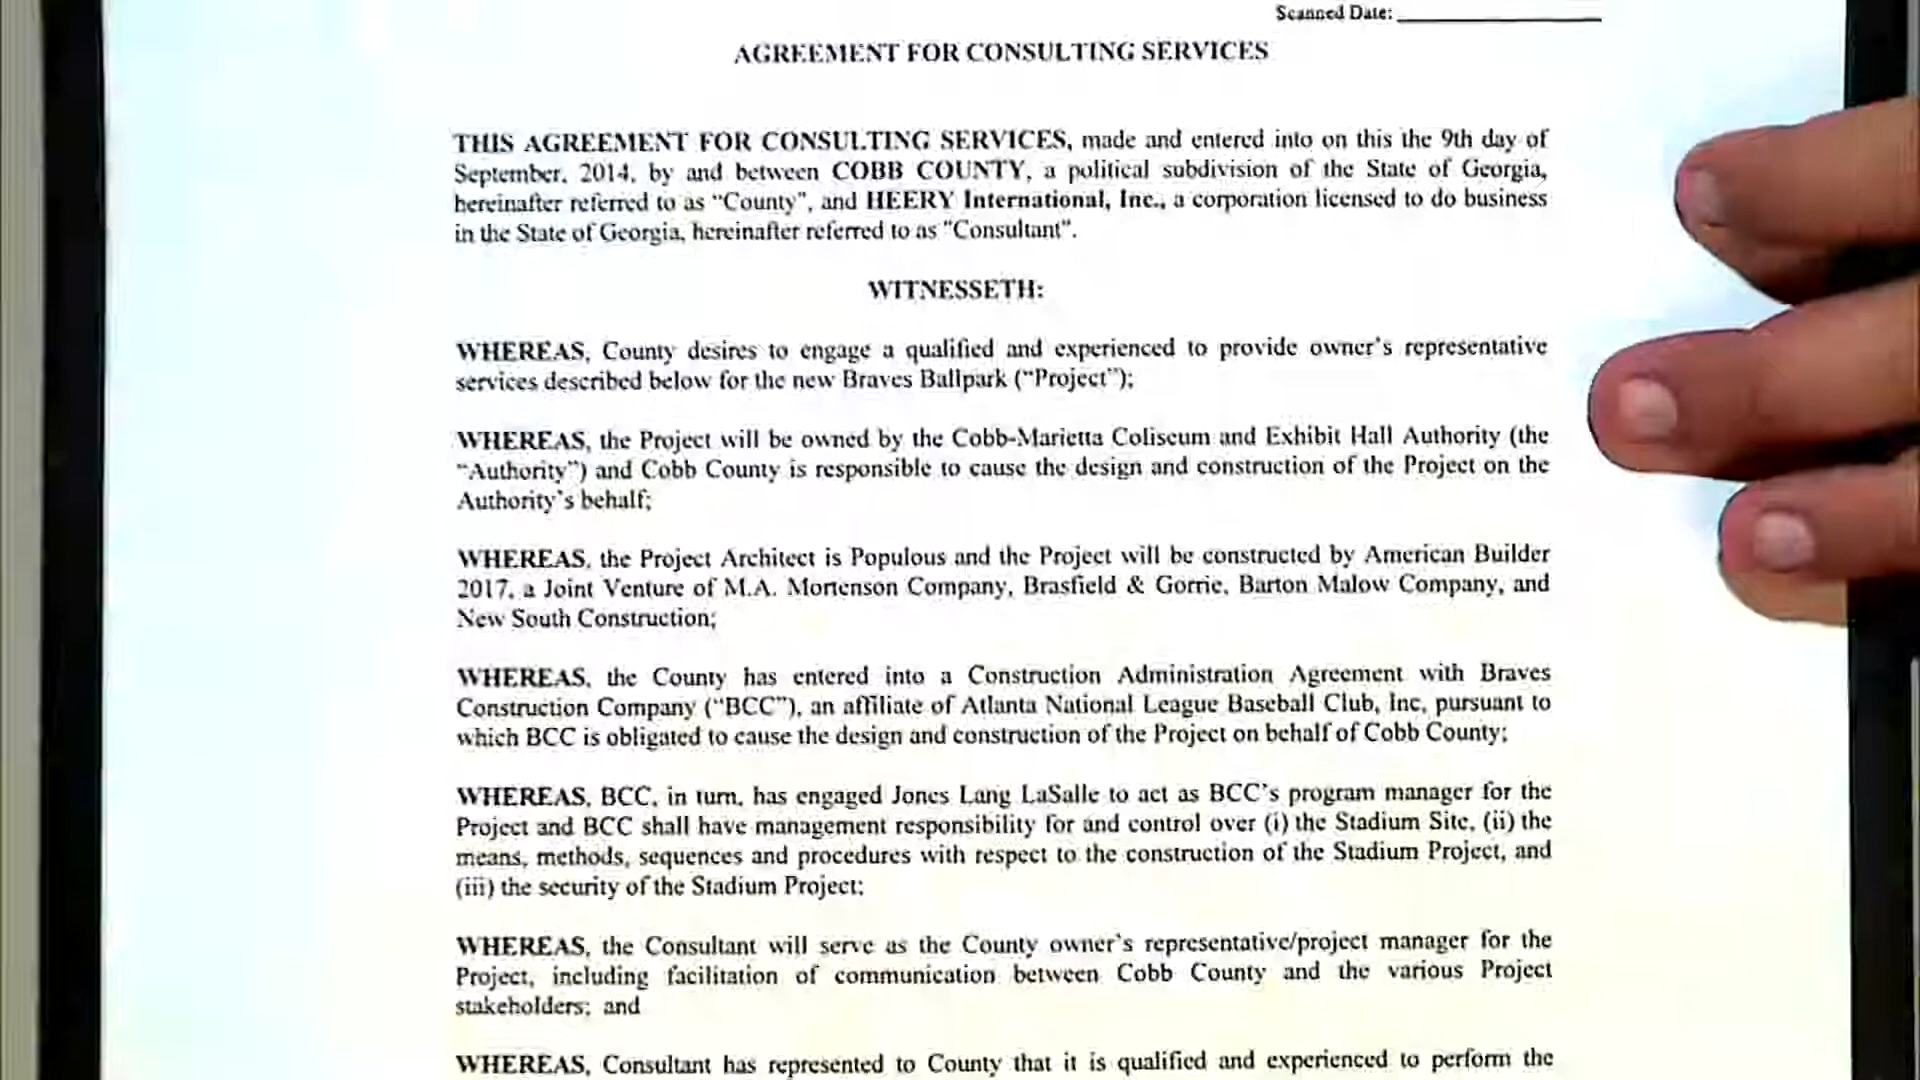 Scanned Date:
AGREEMENT FOR CONSULTING SERVICES
THIS AGREEMENT FOR CONSULTING SERVICES, made and entered into on this the 9th day of
September, 2014, by and between COBB COUNTY, a political subdivision of the State of Georgia,
hereinafter referred to as "County", and HEERY International, Inc., a corporation licensed to do business
in the State of Georgia, hereinafter referred to as "Consultant".
WITNESSETH:
WHEREAS, County desires to engage a qualified and experienced to provide owner's representative
services described below for the new Braves Ballpark ("Project");
WHEREAS, the Project will be owned by the Cobb-Marietta Coliseum and Exhibit Hall Authority (the
"Authority") and Cobb County is responsible to cause the design and construction of the Project on the
Authority's behalf;
WHEREAS, the Project Architect is Populous and the Project will be constructed by American Builder
2017, a Joint Venture of M.A. Mortenson Company, Brasfield & Gorrie, Barton Malow Company, and
New South Construction;
WHEREAS, the County has entered into a Construction Administration Agreement with Braves
Construction Company ("BCC"), an affiliate of Atlanta National League Baseball Club, Inc, pursuant to
which BCC is obligated to cause the design and construction of the Project on behalf of Cobb County;
WHEREAS, BCC, in turn, has engaged Jones Lang LaSalle to act as BCC's program manager for the
Project and BCC shall have management responsibility for and control over (i) the Stadium Site, (ii) the
means, methods, sequences and procedures with respect to the construction of the Stadium Project, and
(iii) the security of the Stadium Project;
WHEREAS, the Consultant will serve as the County owner's representative/project manager for the
Project, including facilitation of communication between Cobb County and the various Project
stakeholders; and
WHEREAS, Consultant has represented to County that it is qualified and experienced to perform the